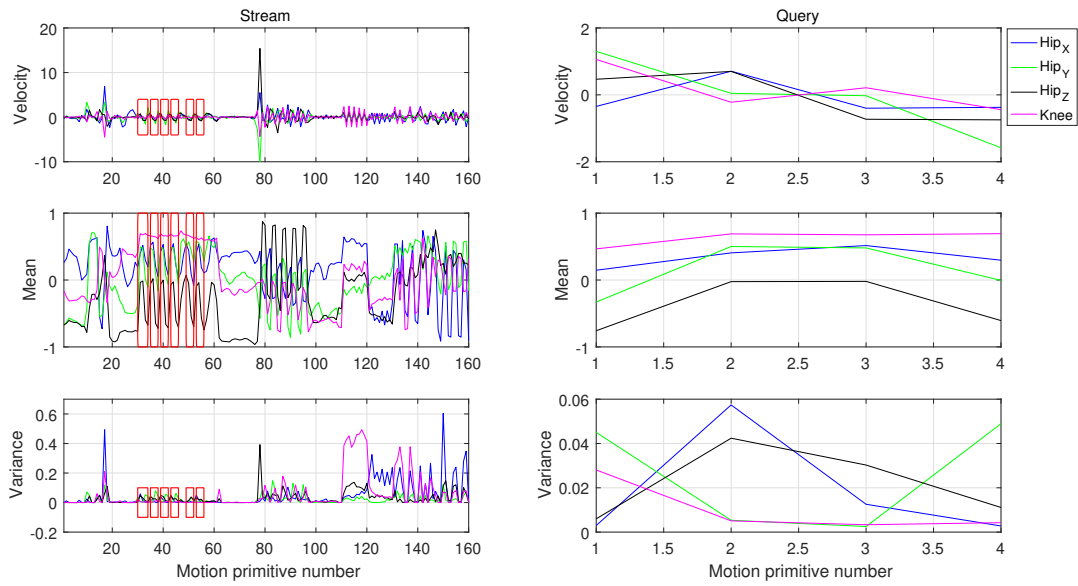 Stream
Query
20
10
0
-10
Velocity
20 40 60 80 100 120 140 160
2
0
-2
Velocity
1 1.5 2 2.5 3 3.5 4
Hip_X
Hip_Y
Hip_Z
Knee
1
0
-1
Mean
20 40 60 80 100 120 140 160
1
0
-1
Mean
1 1.5 2 2.5 3 3.5 4
0.6
0.4
0.2
0
-0.2
Variance
20 40 60 80 100 120 140 160
Motion primitive number
0.06
0.04
0.02
0
Variance
1 1.5 2 2.5 3 3.5 4
Motion primitive number